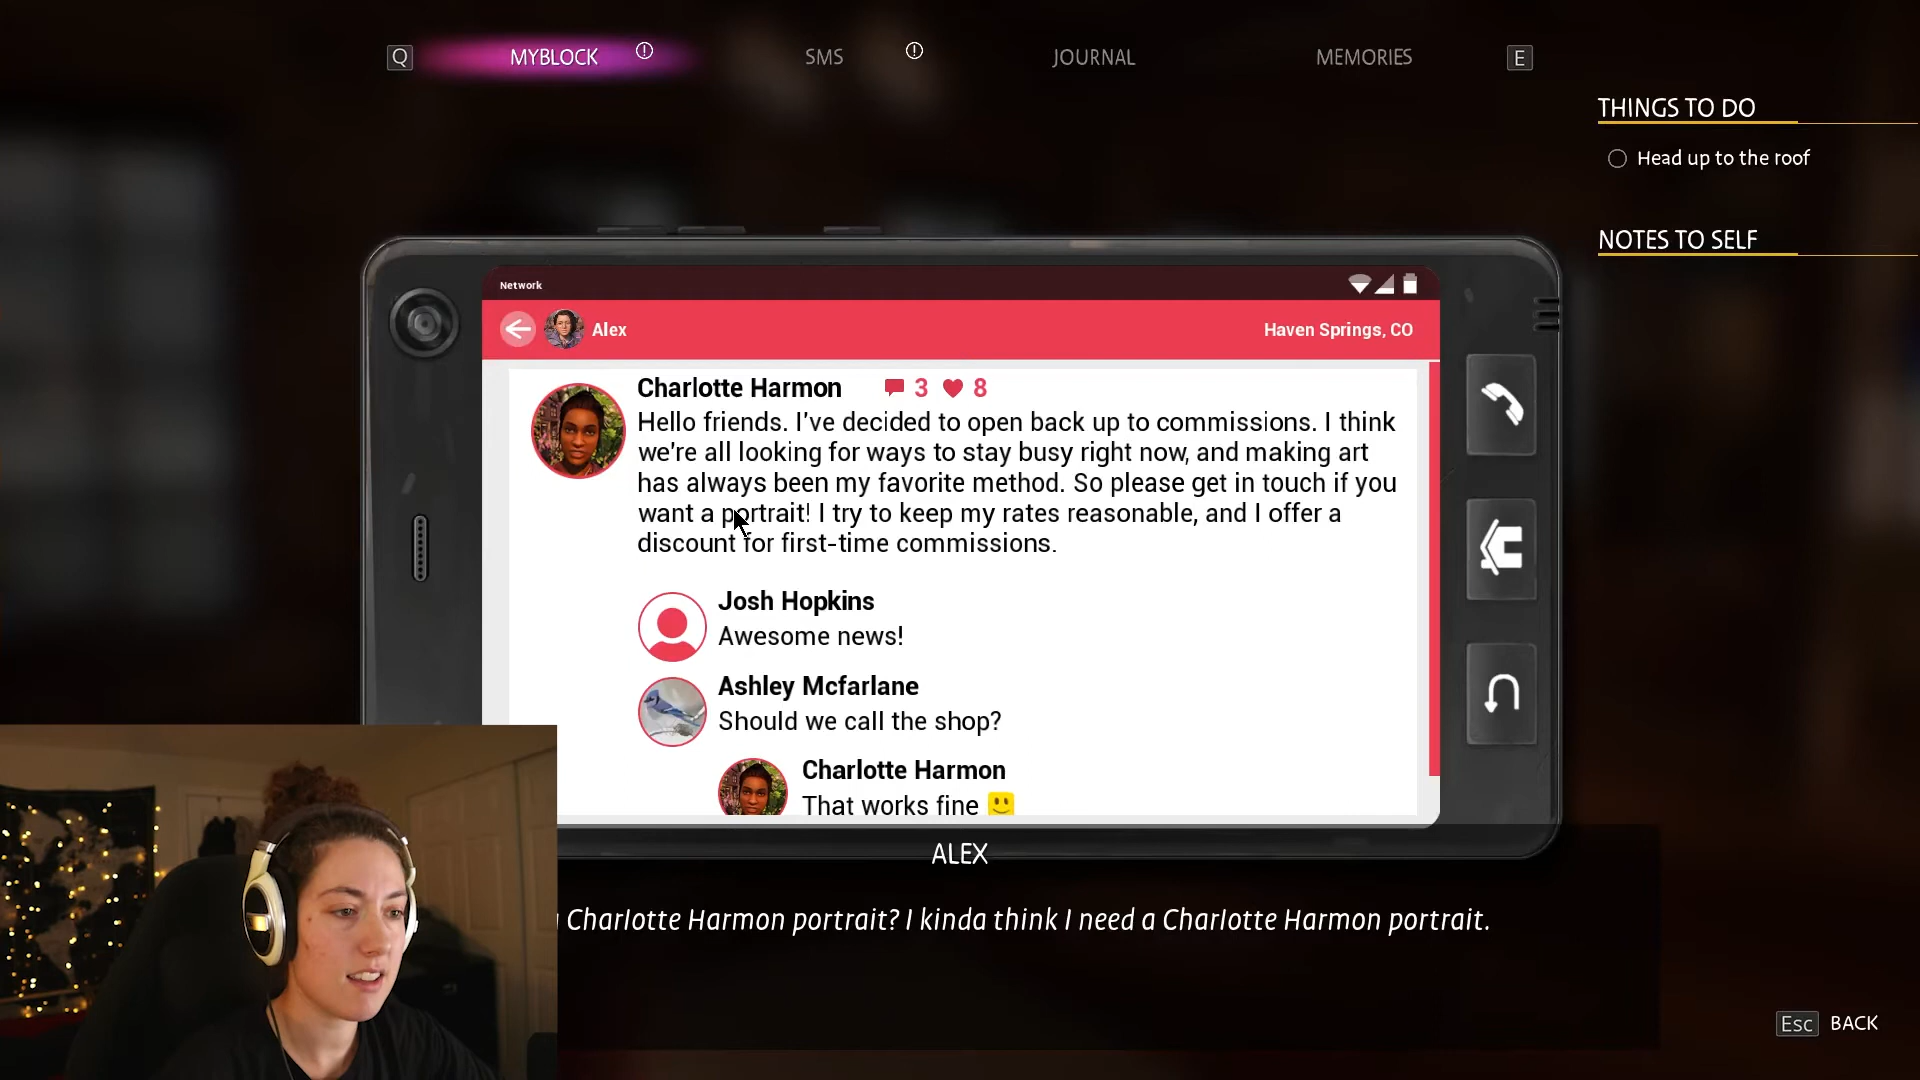 Q
MYBLOCK
SMS
JOURNAL
MEMORIES
E
THINGS TO DO
Head up to the roof
NOTES TO SELF
Network
Alex
Haven Springs, CO
Charlotte Harmon 3 8
Hello friends. I've decided to open back up to commissions. I think
we're all looking for ways to stay busy right now, and making art
has always been my favorite method. So please get in touch if you
want a portrait! I try to keep my rates reasonable, and I offer a
discount for first-time commissions.
Josh Hopkins
Awesome news!
Ashley Mcfarlane
Should we call the shop?
Charlotte Harmon
That works fine
ALEX
Charlotte Harmon portrait? I kinda think I need a Charlotte Harmon portrait.
Esc BACK